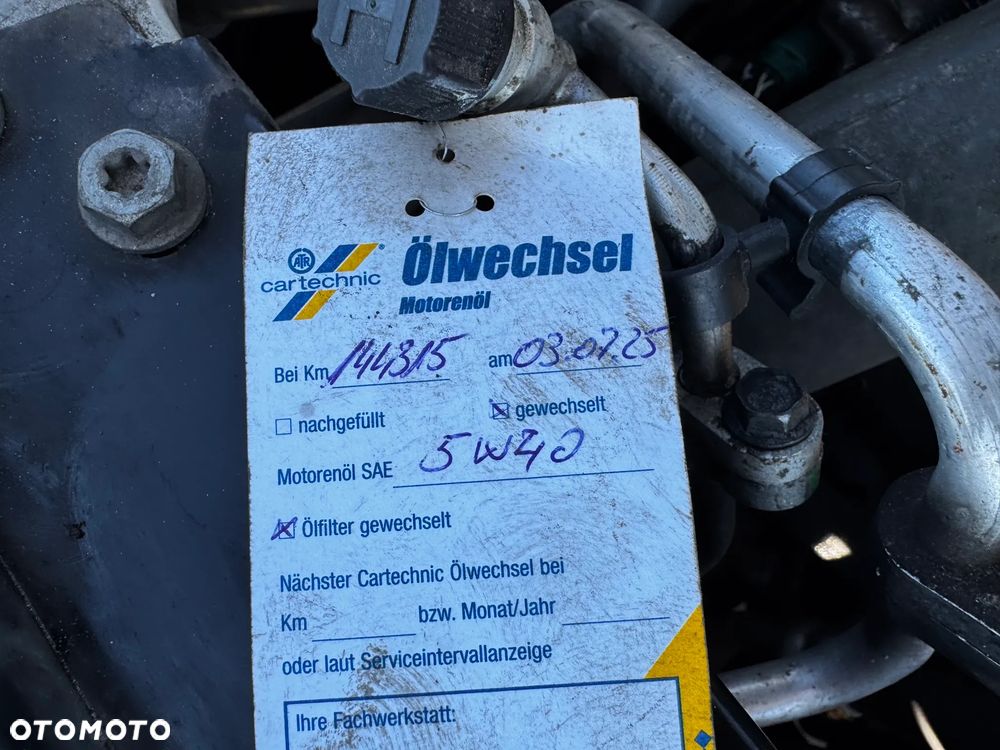 ATR
cartechnic
Ölwechsel
Motorenöl
Bei Km 144315 am 03.07.25
nachgefüllt gewechselt
Motorenöl SAE 5W40
Ölfilter gewechselt
Nächster Cartechnic Ölwechsel bei
Km bzw. Monat/Jahr
oder laut Serviceintervallanzeige
Ihre Fachwerkstatt:
OTOMOTO